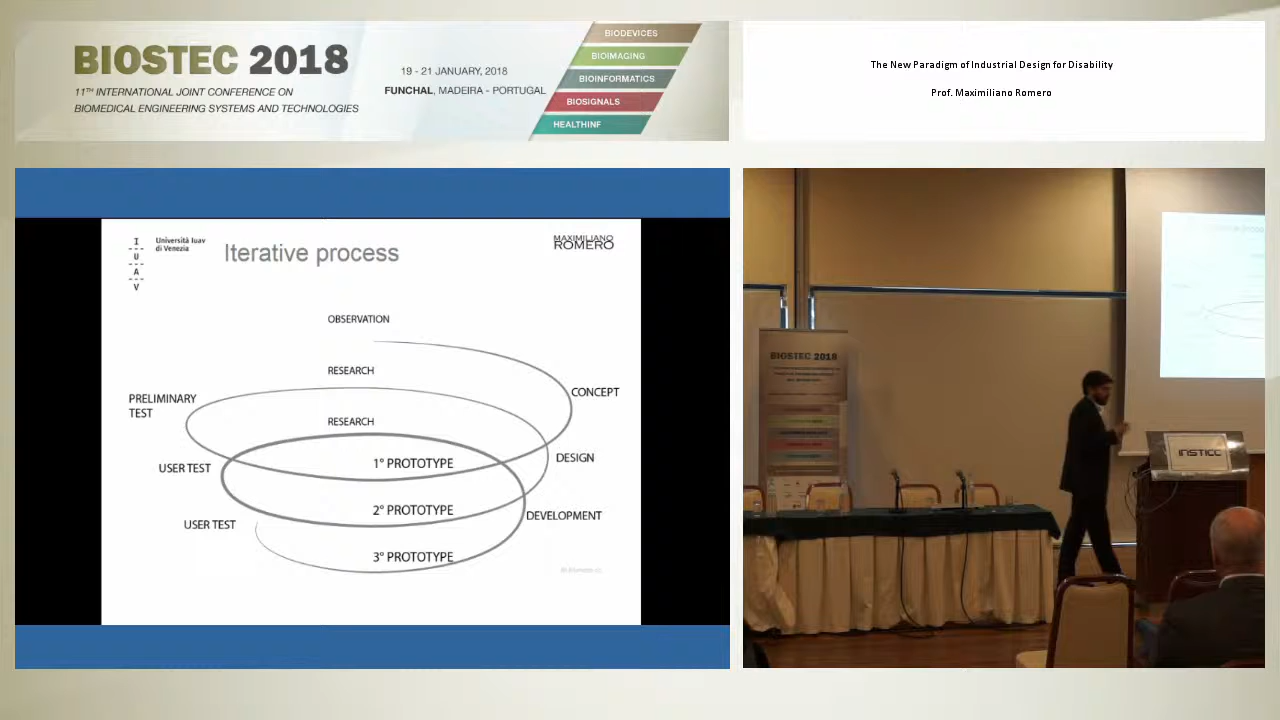 BIOSTEC 2018
11TH INTERNATIONAL JOINT CONFERENCE ON
BIOMEDICAL ENGINEERING SYSTEMS AND TECHNOLOGIES
19 - 21 JANUARY, 2018
FUNCHAL, MADEIRA - PORTUGAL
BIODEVICES
BIOIMAGING
BIOINFORMATICS
BIOSIGNALS
HEALTHINF
The New Paradigm of Industrial Design for Disability
Prof. Maximiliano Romero
I
U
A
V
Università Iuav
di Venezia
Iterative process
MAXIMILIANO
ROMERO
OBSERVATION
RESEARCH
CONCEPT
PRELIMINARY
TEST
RESEARCH
DESIGN
USER TEST
1° PROTOTYPE
2° PROTOTYPE
DEVELOPMENT
USER TEST
3° PROTOTYPE
BIOSTEC 2018
INSTICC